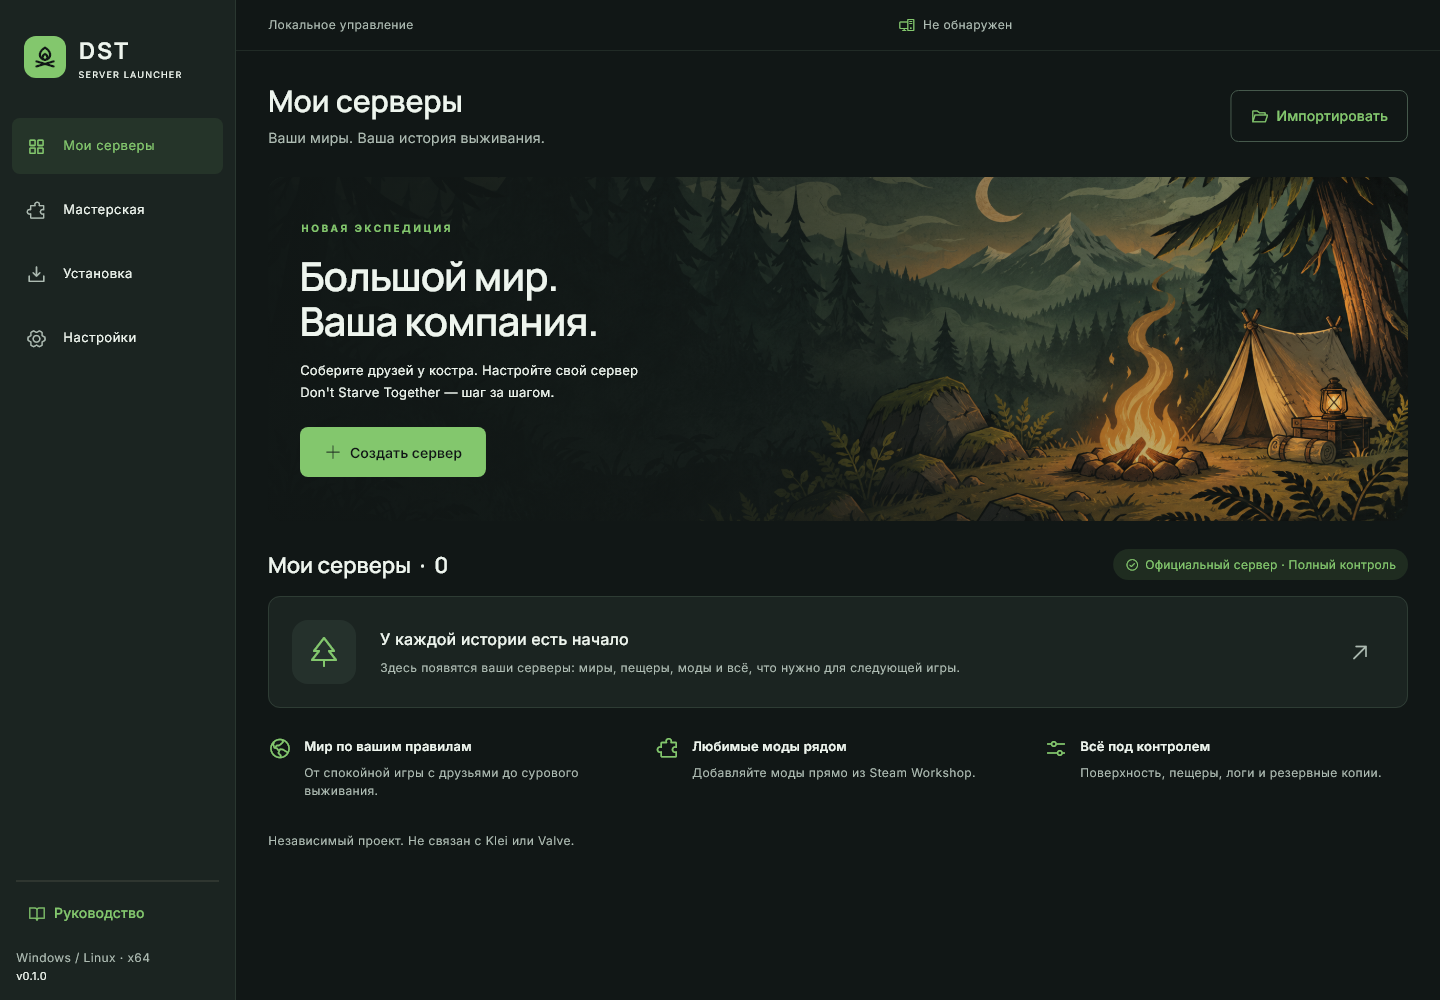 DST
SERVER LAUNCHER
Мои серверы
Мастерская
Установка
Настройки
Руководство
Windows / Linux · x64
v0.1.0
Локальное управление
Не обнаружен
Мои серверы
Ваши миры. Ваша история выживания.
Импортировать
НОВАЯ ЭКСПЕДИЦИЯ
Большой мир.
Ваша компания.
Соберите друзей у костра. Настройте свой сервер
Don't Starve Together — шаг за шагом.
Создать сервер
Мои серверы · 0
Официальный сервер · Полный контроль
У каждой истории есть начало
Здесь появятся ваши серверы: миры, пещеры, моды и всё, что нужно для следующей игры.
Мир по вашим правилам
От спокойной игры с друзьями до сурового
выживания.
Любимые моды рядом
Добавляйте моды прямо из Steam Workshop.
Всё под контролем
Поверхность, пещеры, логи и резервные копии.
Независимый проект. Не связан с Klei или Valve.